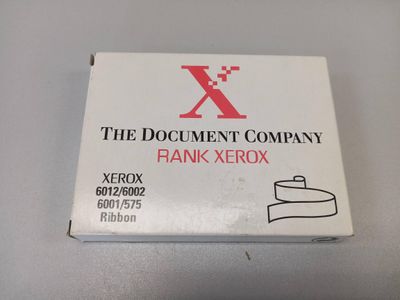 X
THE DOCUMENT COMPANY
RANK XEROX
XEROX
6012/6002
6001/575
Ribbon